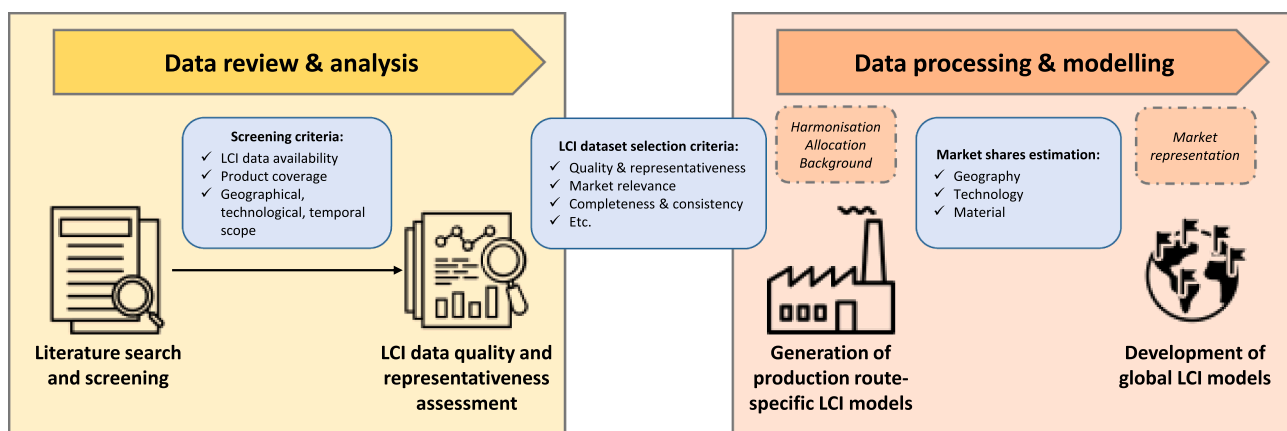 Data review & analysis
Screening criteria:
✓ LCI data availability
✓ Product coverage
✓ Geographical,
technological, temporal
scope
Literature search
and screening
LCI data quality and
representativeness
assessment
LCI dataset selection criteria:
✓ Quality & representativeness
✓ Market relevance
✓ Completeness & consistency
✓ Etc.
Data processing & modelling
Harmonisation
Allocation
Background
Market shares estimation:
✓ Geography
✓ Technology
✓ Material
Market
representation
Generation of
production route-
specific LCI models
Development of
global LCI models